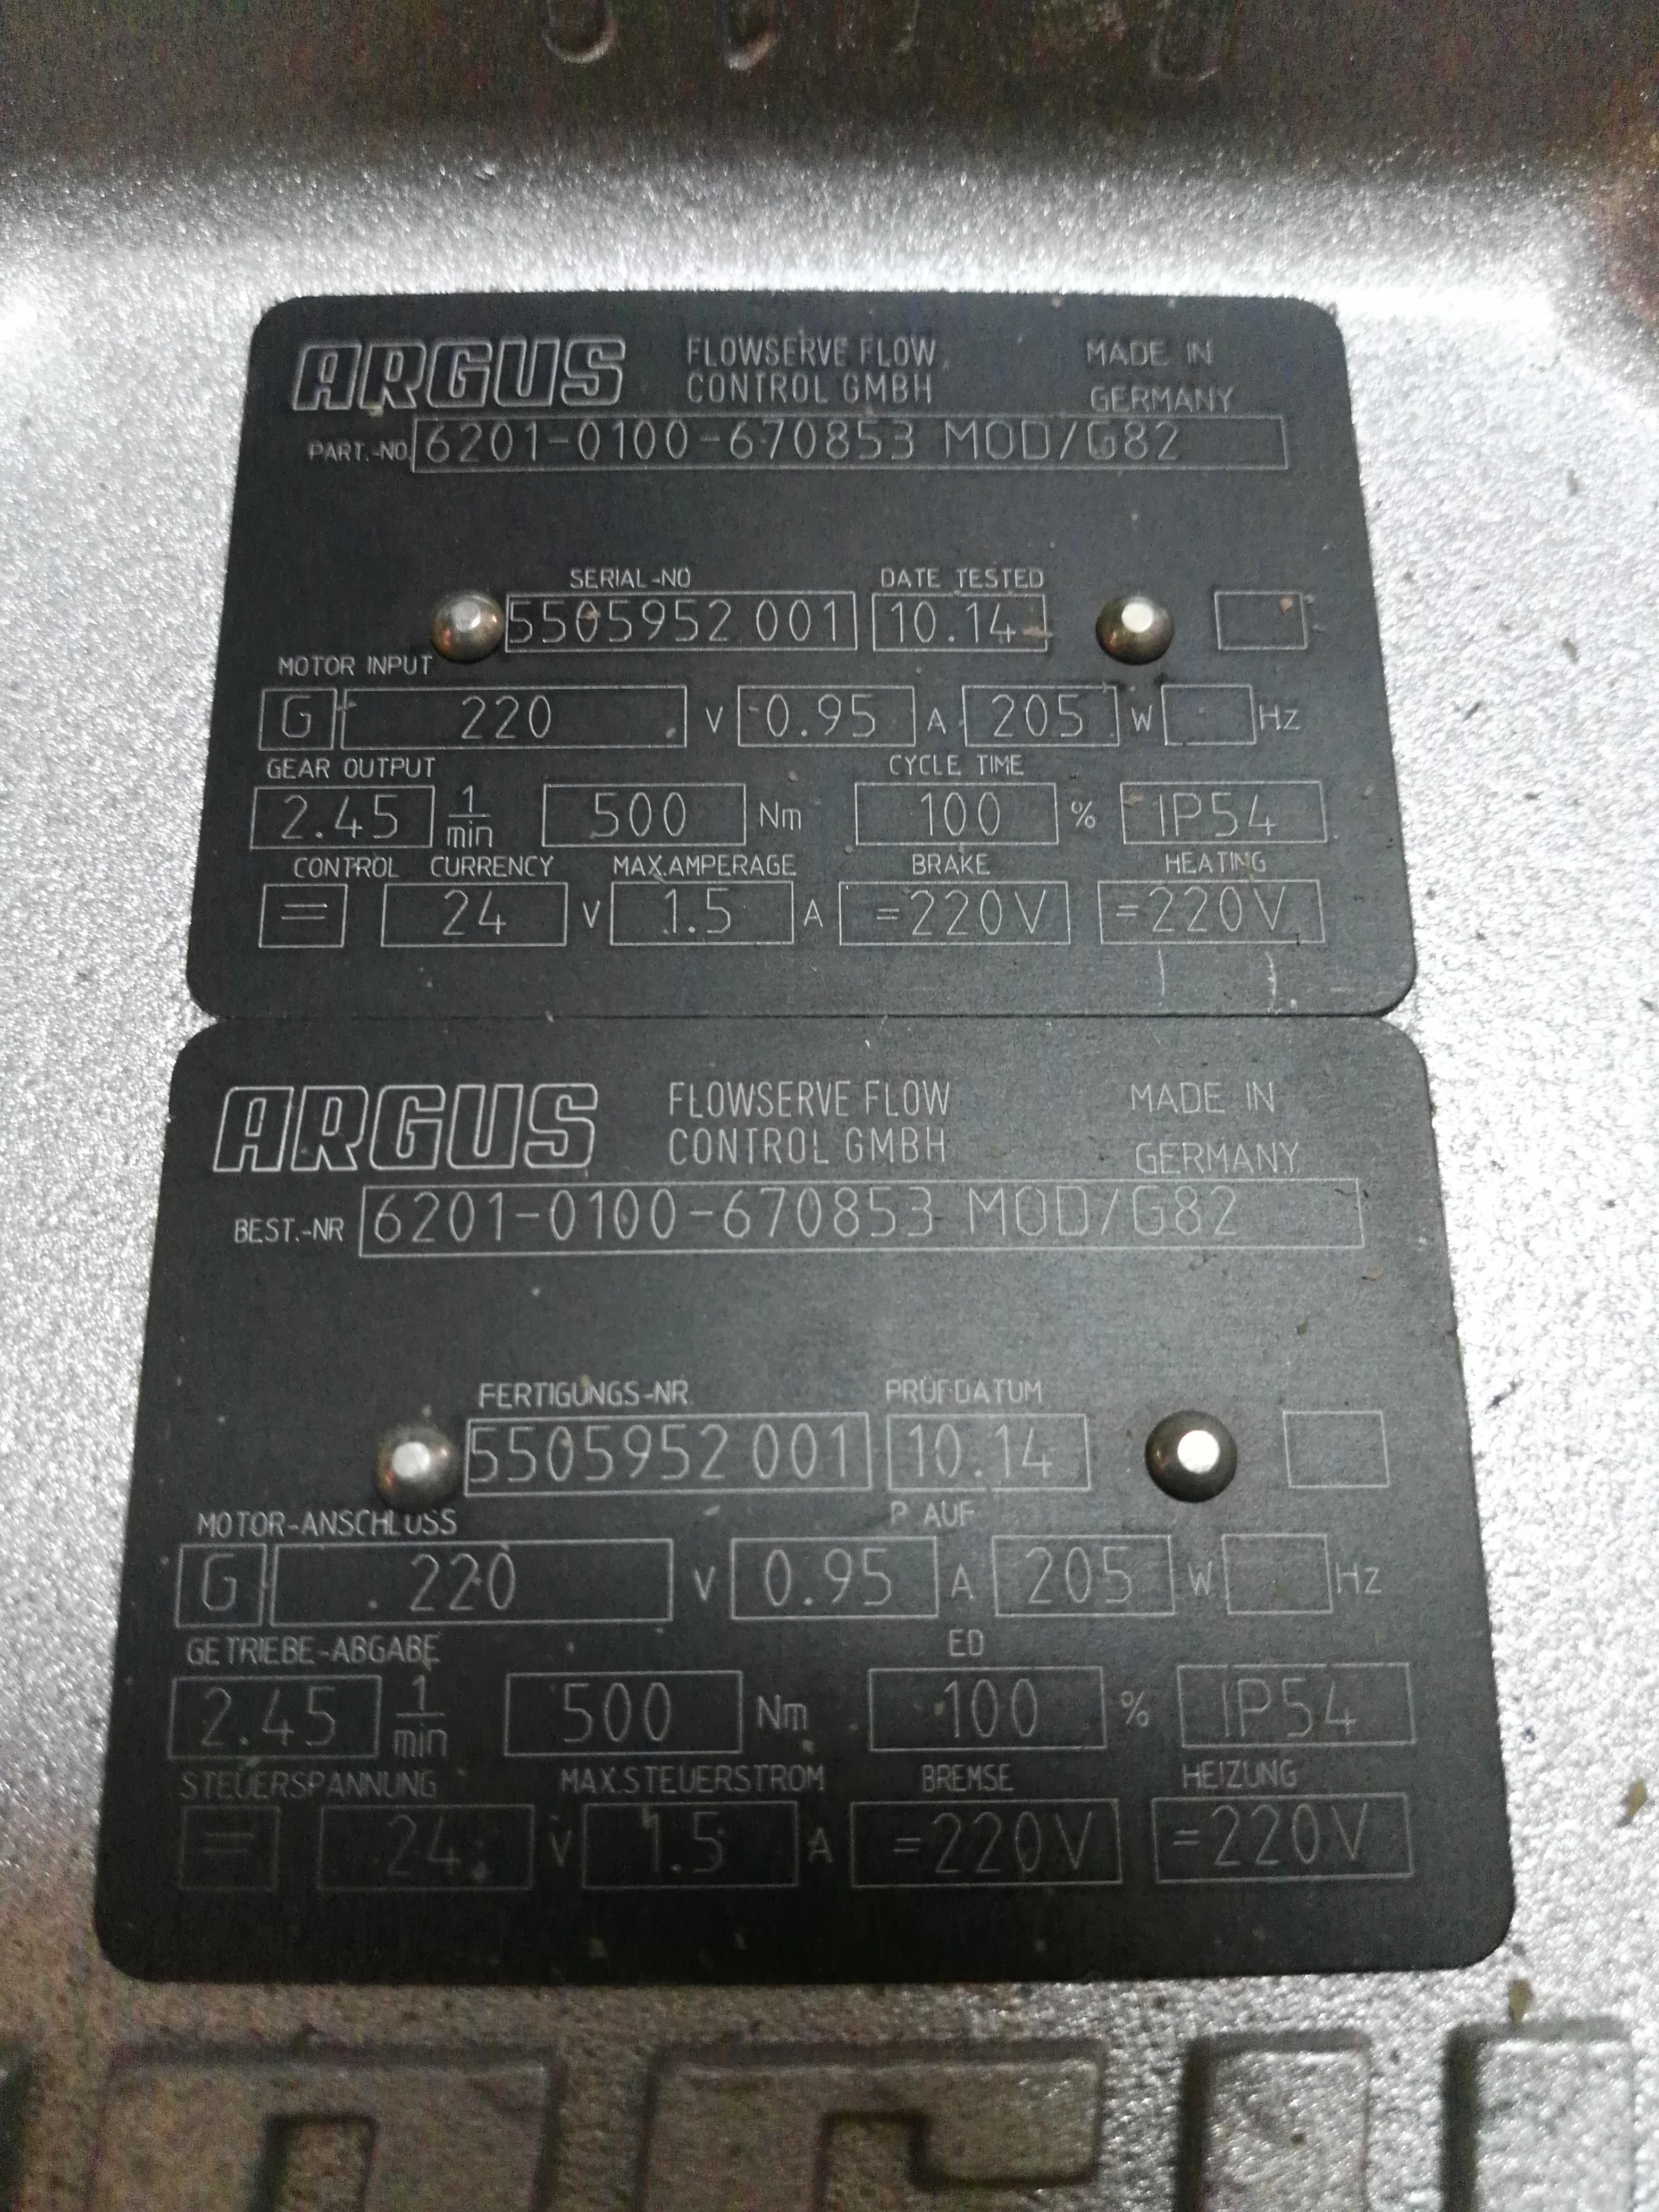 ARGUS FLOWSERVE FLOW MADE IN
CONTROL GMBH GERMANY
PART.-NO. 6201-0100-670853 MOD/G82
SERIAL-NO DATE TESTED
5505952 001 10.14
MOTOR INPUT
G 220 V 0.95 A 205 W Hz
GEAR OUTPUT CYCLE TIME
2.45 1/min 500 Nm 100 % IP54
CONTROL CURRENCY MAX.AMPERAGE BRAKE HEATING
= 24 V 1.5 A =220V =220V
ARGUS FLOWSERVE FLOW MADE IN
CONTROL GMBH GERMANY
BEST.-NR 6201-0100-670853 MOD/G82
FERTIGUNGS-NR PRÜFDATUM
5505952 001 10.14
MOTOR-ANSCHLUSS P AUF
G 220 V 0.95 A 205 W Hz
GETRIEBE-ABGABE ED
2.45 1/min 500 Nm 100 % IP54
STEUERSPANNUNG MAX.STEUERSTROM BREMSE HEIZUNG
= 24 V 1.5 A =220V =220V